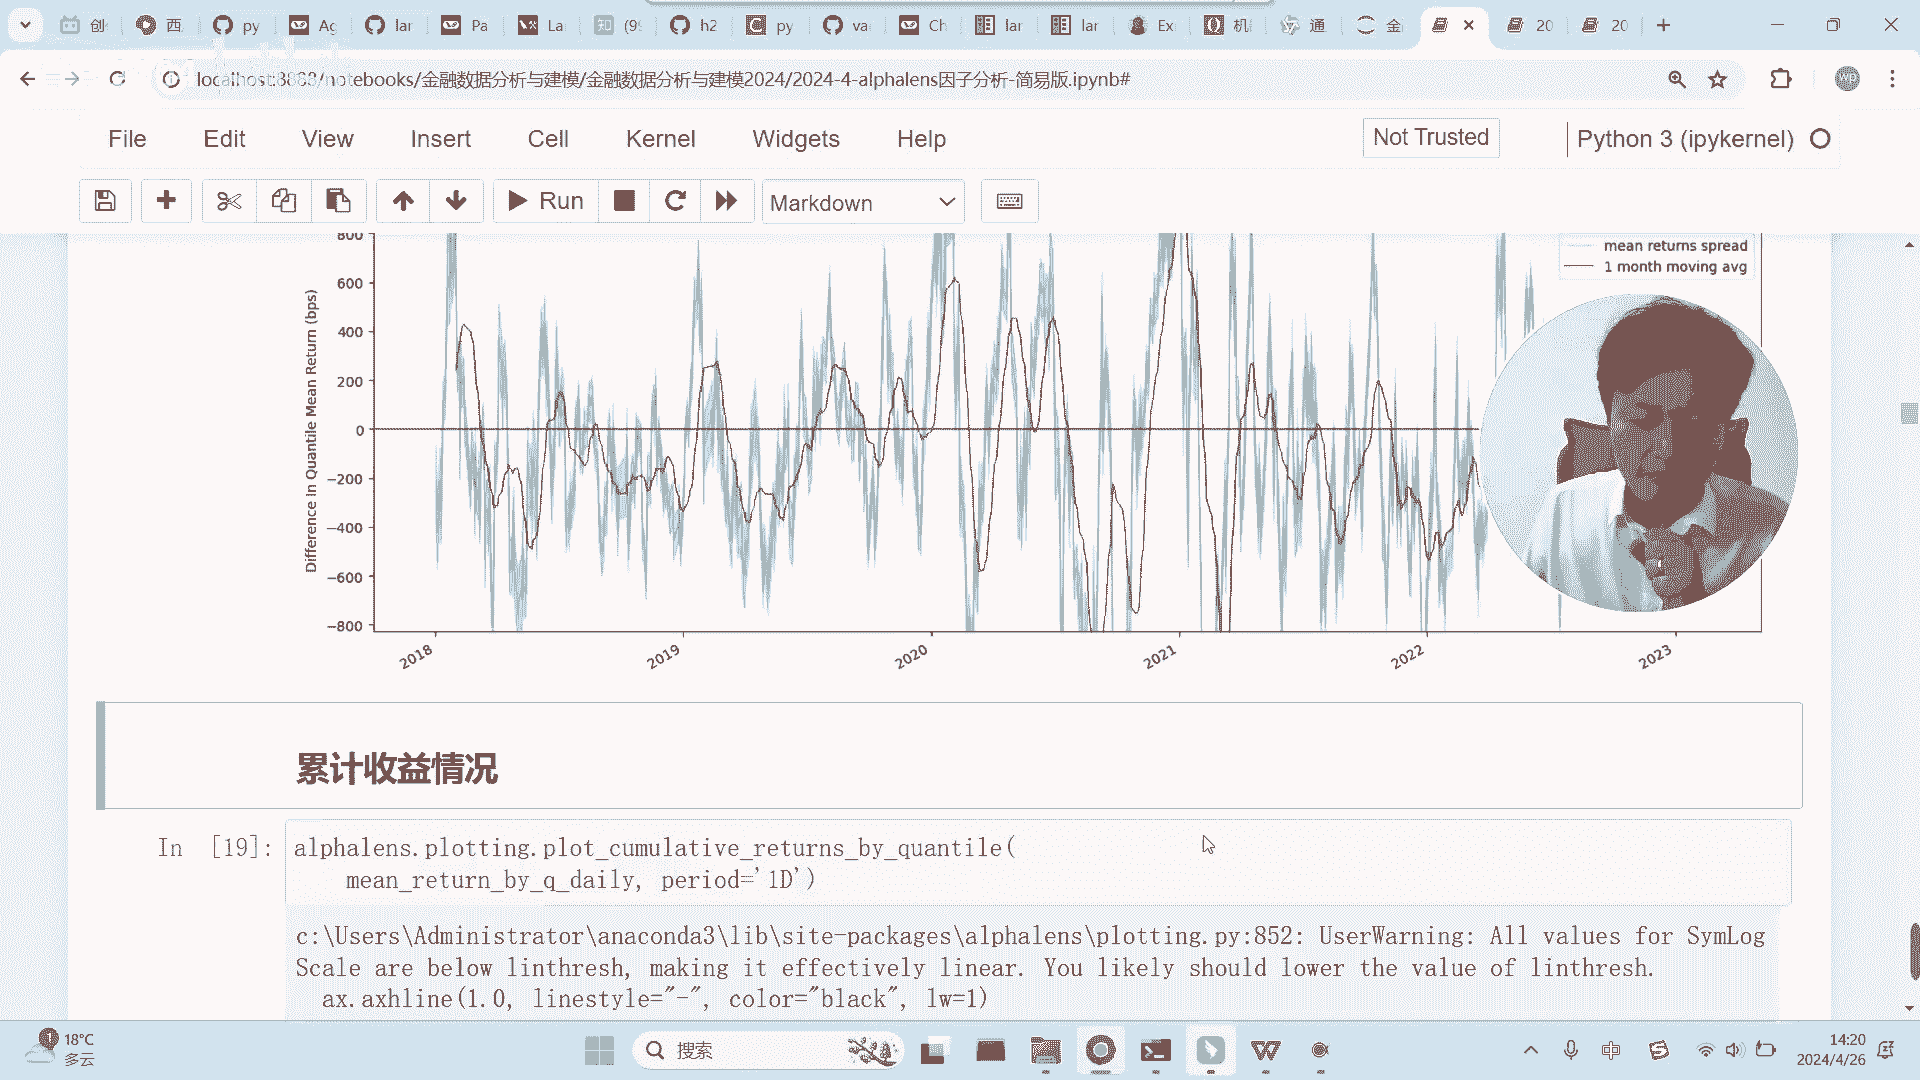 创
西
py
Ag
lar
Pa
La
知 (9
h2
py
va
Ch
lar
lar
Ex
机
通
金
20
20
localhost:8888/notebooks/金融数据分析与建模/金融数据分析与建模2024/2024-4-alphalens因子分析-简易版.ipynb#
wp
File Edit View Insert Cell Kernel Widgets Help
Not Trusted
Python 3 (ipykernel)
Run
Markdown
mean returns spread
1 month moving avg
Difference In Quantile Mean Return (bps)
800
600
400
200
0
−200
−400
−600
−800
2018 2019 2020 2021 2022 2023
累计收益情况
In [19]:
alphalens.plotting.plot_cumulative_returns_by_quantile(
mean_return_by_q_daily, period='1D')
c:\Users\Administrator\anaconda3\lib\site-packages\alphalens\plotting.py:852: UserWarning: All values for SymLog
Scale are below linthresh, making it effectively linear. You likely should lower the value of linthresh.
ax.axhline(1.0, linestyle="-", color="black", lw=1)
1
18°C
多云
搜索
中
14:20
2024/4/26